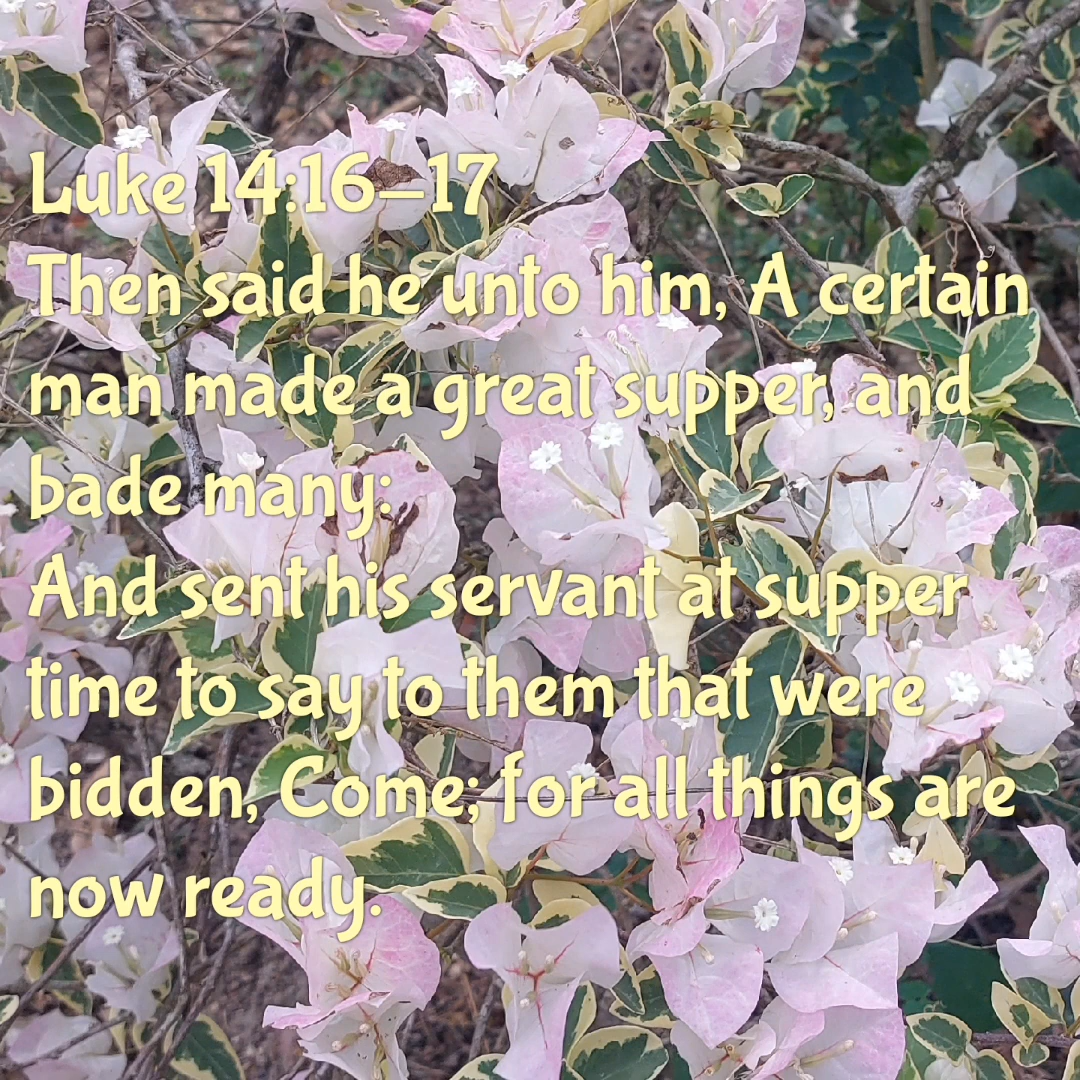 Luke 14:16–17
Then said he unto him, A certain
man made a great supper, and
bade many:
And sent his servant at supper
time to say to them that were
bidden, Come; for all things are
now ready.